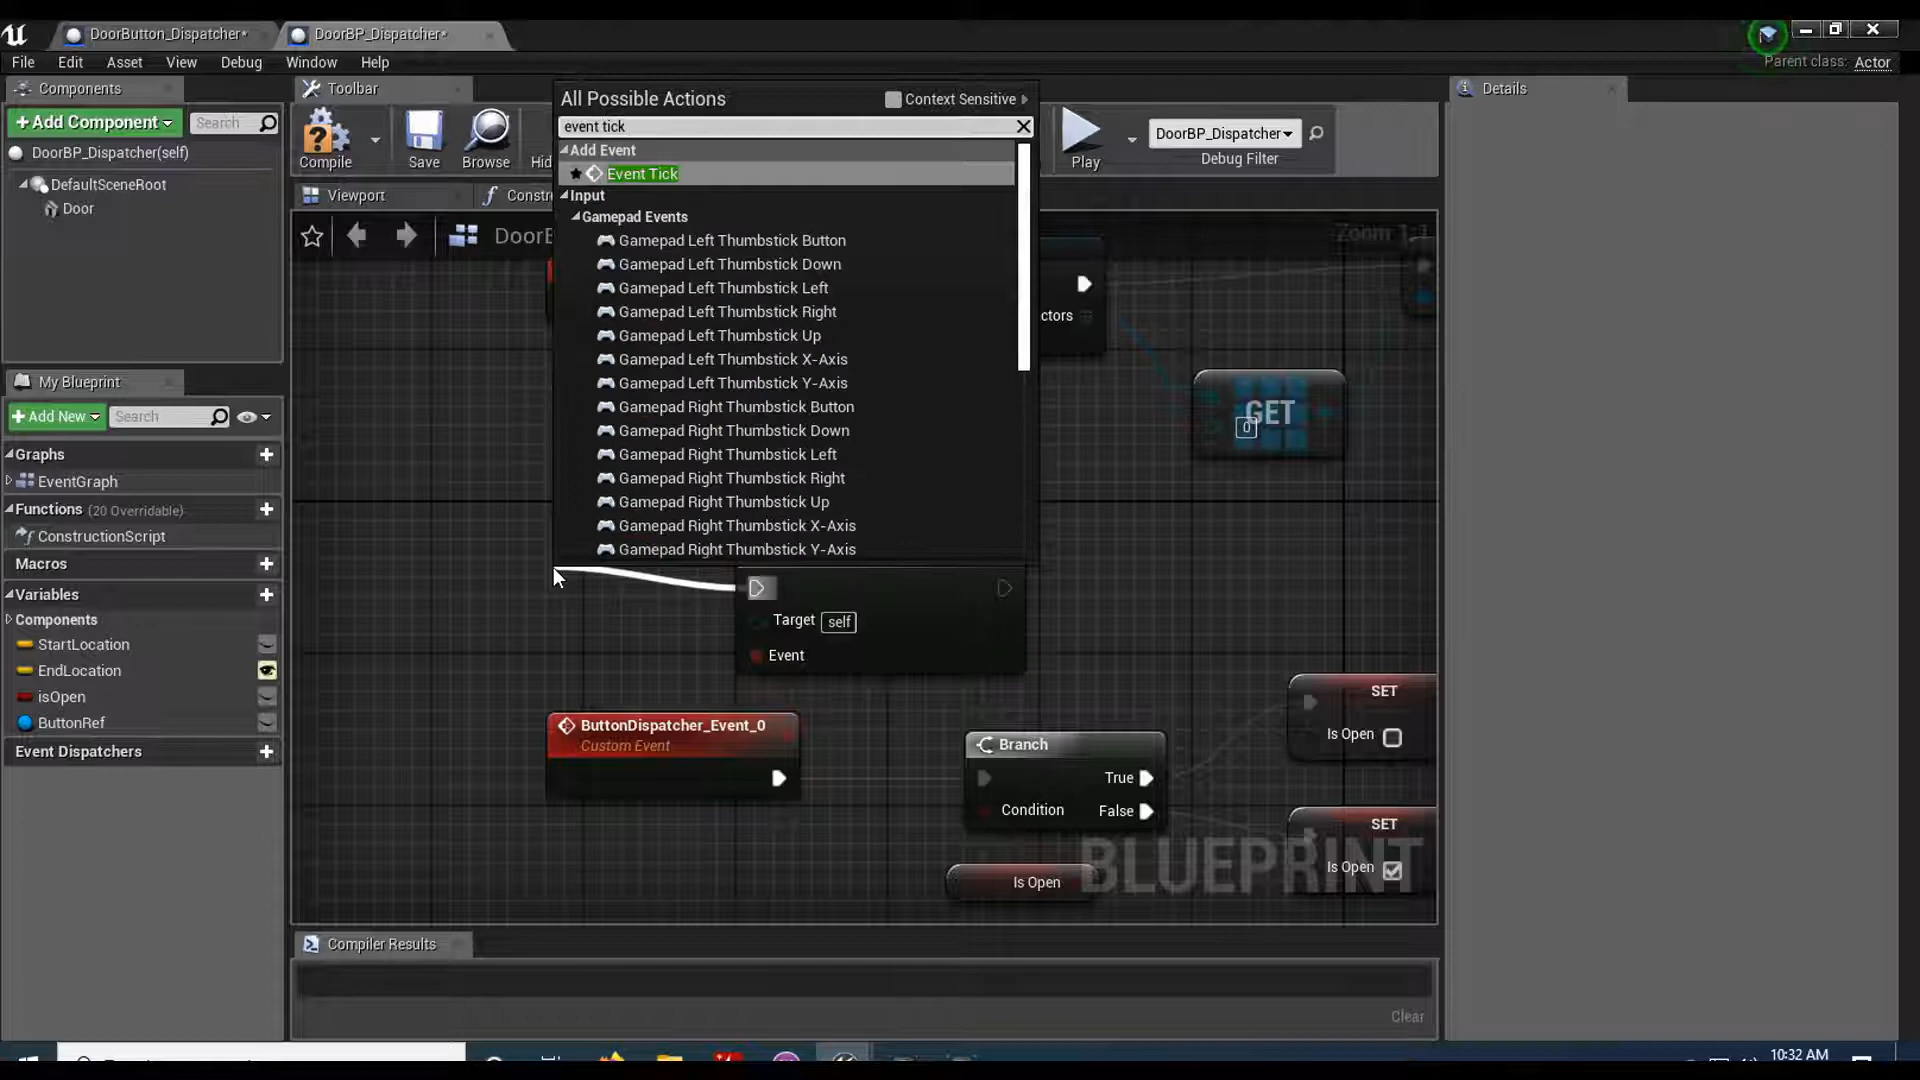 DoorButton_Dispatcher*
DoorBP_Dispatcher*
File
Edit
Asset
View
Debug
Window
Help
Parent class: Actor
Components
Toolbar
Details
+Add Component
Search
Compile
Save
Browse
Hid
Play
DoorBP_Dispatcher
Debug Filter
DoorBP_Dispatcher(self)
DefaultSceneRoot
Door
Viewport
Constr
DoorB
Zoom 1:1
All Possible Actions
Context Sensitive
event tick
Add Event
Event Tick
Input
Gamepad Events
Gamepad Left Thumbstick Button
Gamepad Left Thumbstick Down
Gamepad Left Thumbstick Left
Gamepad Left Thumbstick Right
Gamepad Left Thumbstick Up
Gamepad Left Thumbstick X-Axis
Gamepad Left Thumbstick Y-Axis
Gamepad Right Thumbstick Button
Gamepad Right Thumbstick Down
Gamepad Right Thumbstick Left
Gamepad Right Thumbstick Right
Gamepad Right Thumbstick Up
Gamepad Right Thumbstick X-Axis
Gamepad Right Thumbstick Y-Axis
ctors
GET
0
My Blueprint
+Add New
Search
Graphs
EventGraph
Functions (20 Overridable)
ConstructionScript
Macros
Variables
Components
StartLocation
EndLocation
isOpen
ButtonRef
Event Dispatchers
Target
self
Event
ButtonDispatcher_Event_0
Custom Event
Branch
True
Condition
False
Is Open
SET
Is Open
SET
Is Open
BLUEPRINT
Compiler Results
Clear
10:32 AM